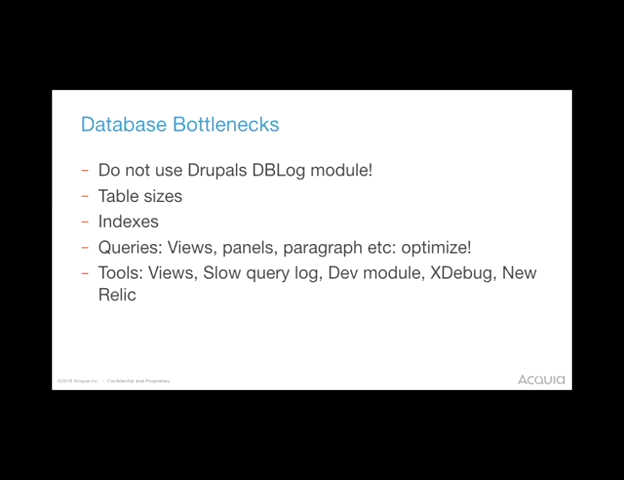 Database Bottlenecks
– Do not use Drupals DBLog module!
– Table sizes
– Indexes
– Queries: Views, panels, paragraph etc: optimize!
– Tools: Views, Slow query log, Dev module, XDebug, New
Relic
Acquia Inc. – Confidential and Proprietary
ACQUIA